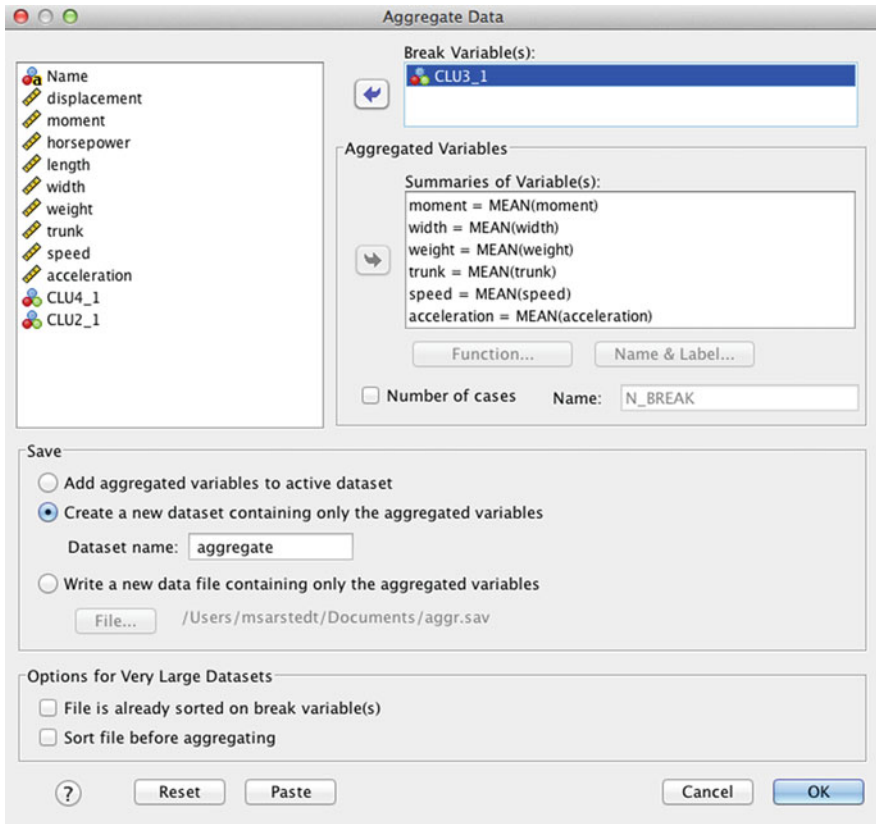 Aggregate Data
Name
displacement
moment
horsepower
length
width
weight
trunk
speed
acceleration
CLU4_1
CLU2_1
Break Variable(s):
CLU3_1
Aggregated Variables
Summaries of Variable(s):
moment = MEAN(moment)
width = MEAN(width)
weight = MEAN(weight)
trunk = MEAN(trunk)
speed = MEAN(speed)
acceleration = MEAN(acceleration)
Function... Name & Label...
Number of cases Name: N_BREAK
Save
Add aggregated variables to active dataset
Create a new dataset containing only the aggregated variables
Dataset name: aggregate
Write a new data file containing only the aggregated variables
File... /Users/msarstedt/Documents/aggr.sav
Options for Very Large Datasets
File is already sorted on break variable(s)
Sort file before aggregating
? Reset Paste Cancel OK